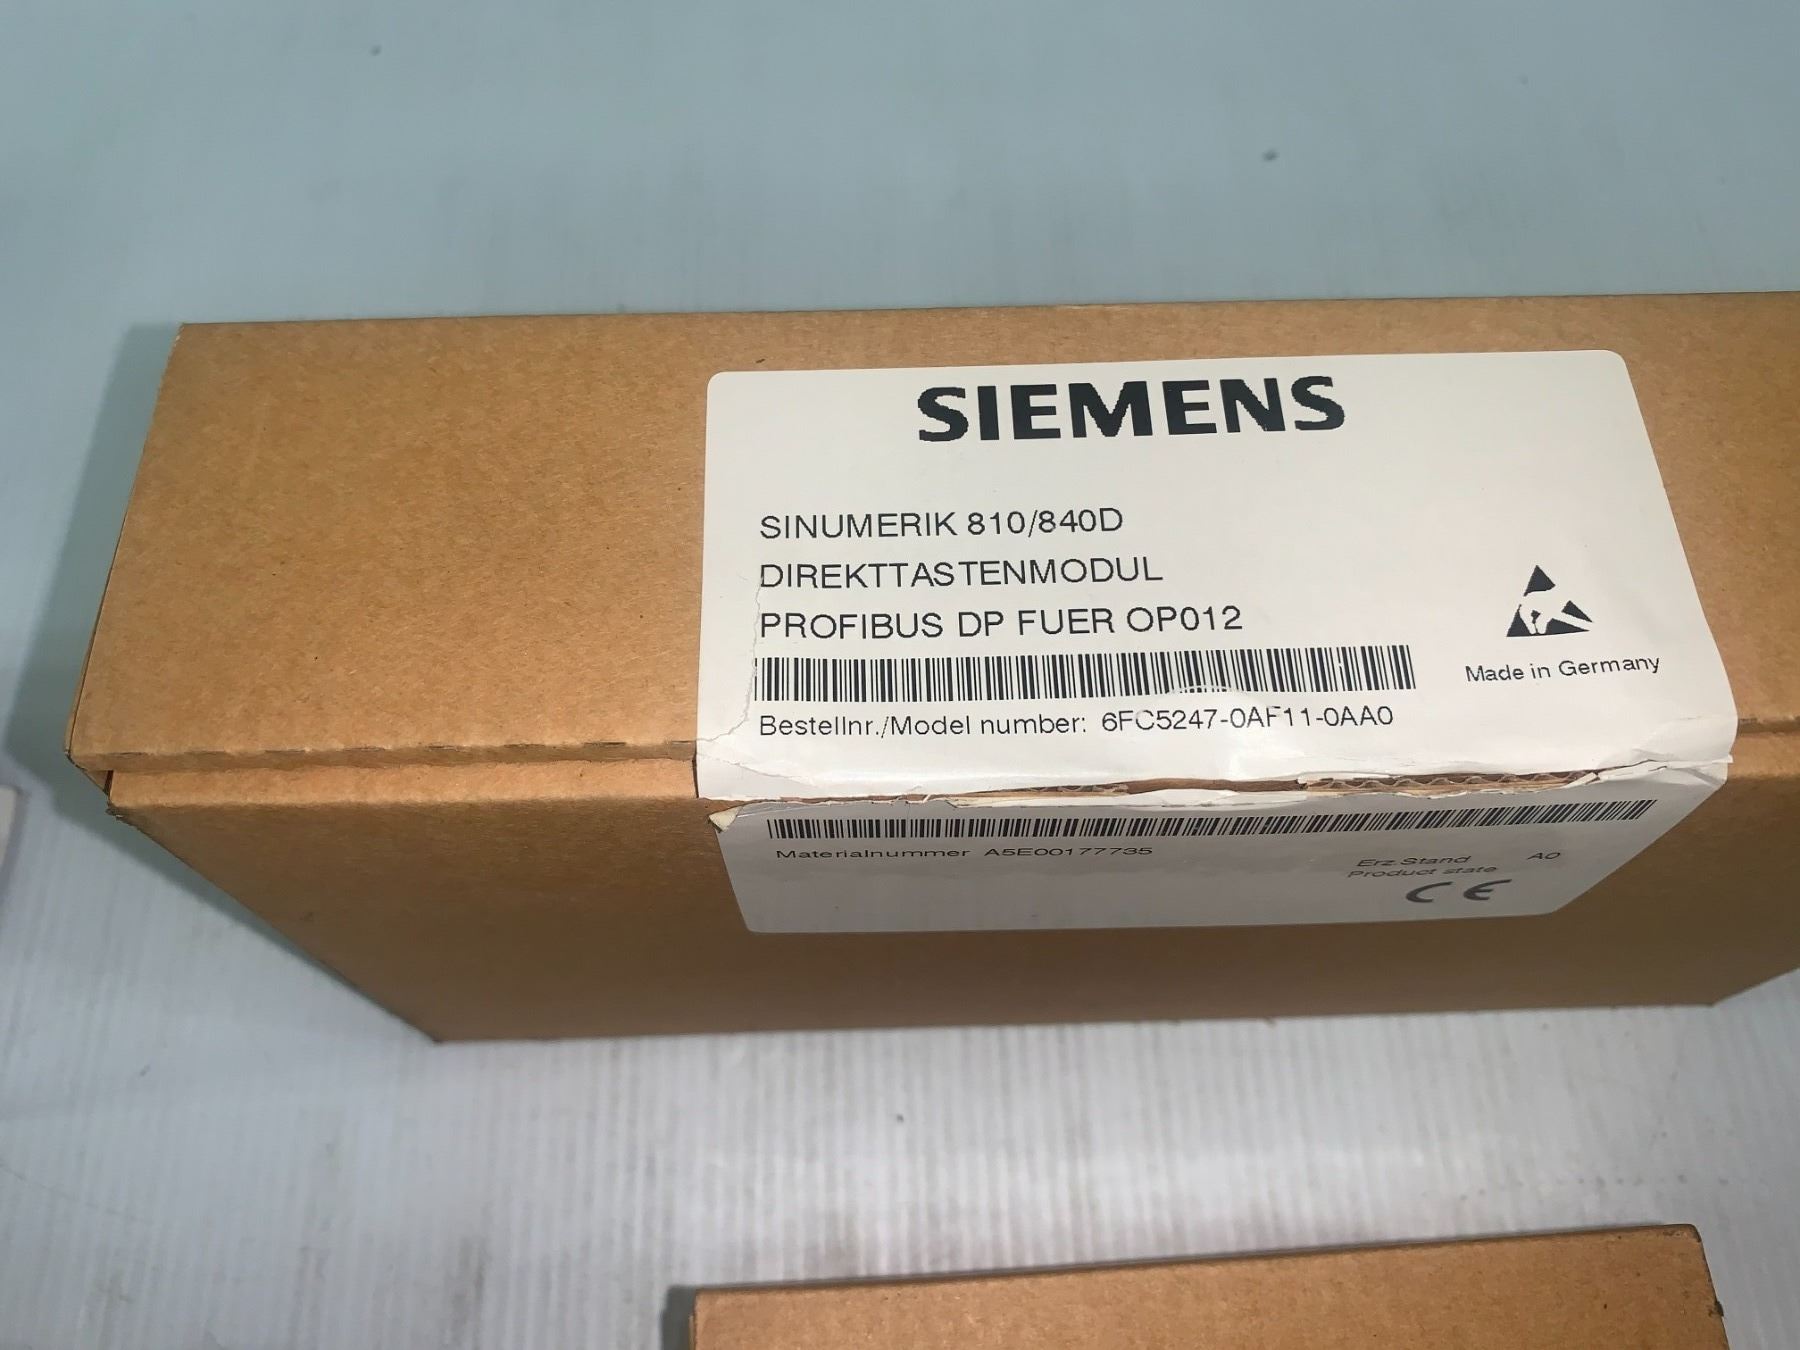 SIEMENS
SINUMERIK 810/840D
DIREKTTASTENMODUL
PROFIBUS DP FUER OP012
Made in Germany
Bestellnr./Model number: 6FC5247-0AF11-0AA0
Materialnummer A5E00177735
Erz.Stand A0
Product state
CE